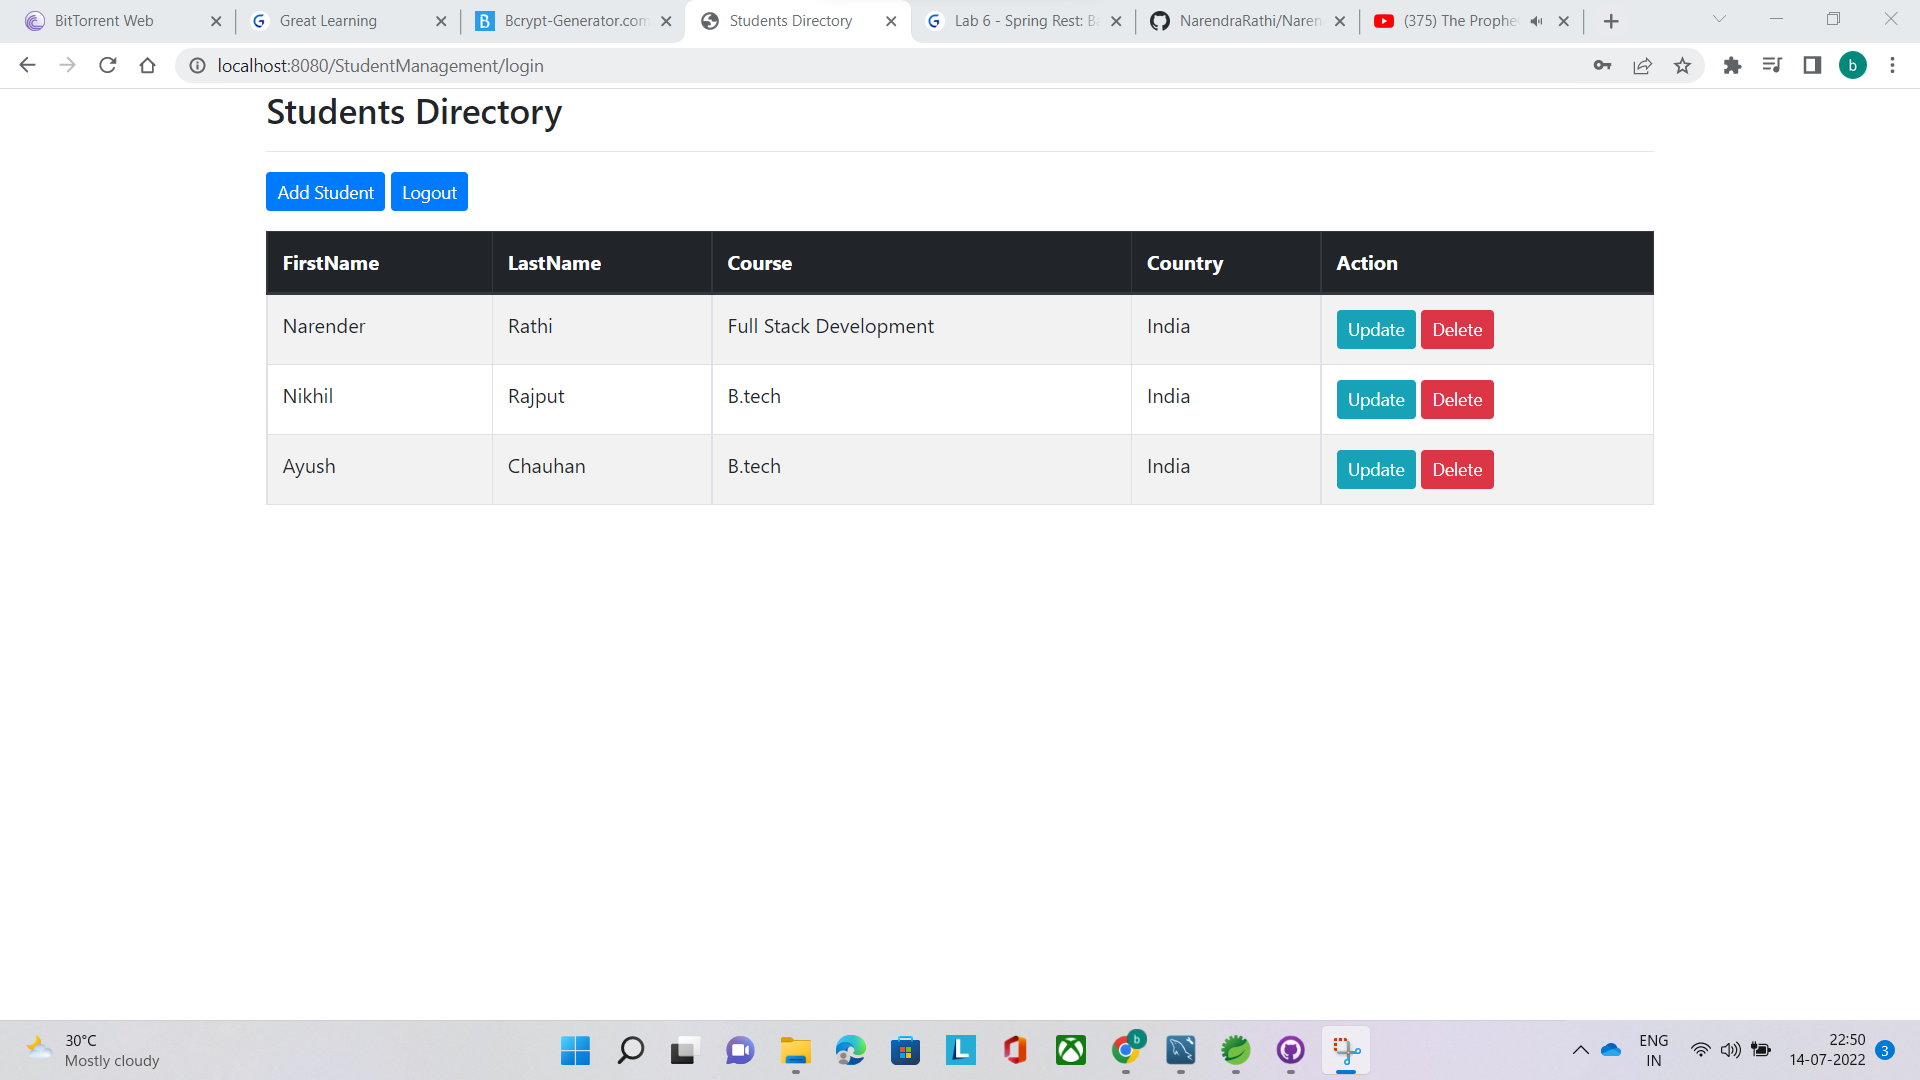 BitTorrent Web
Great Learning
Bcrypt-Generator.com
Students Directory
Lab 6 - Spring Rest: Ba
NarendraRathi/Naren
(375) The Prophe
localhost:8080/StudentManagement/login
b
Students Directory
Add Student Logout
FirstName LastName Course Country Action
Narender Rathi Full Stack Development India Update Delete
Nikhil Rajput B.tech India Update Delete
Ayush Chauhan B.tech India Update Delete
30°C
Mostly cloudy
ENG
IN
22:50
14-07-2022
3